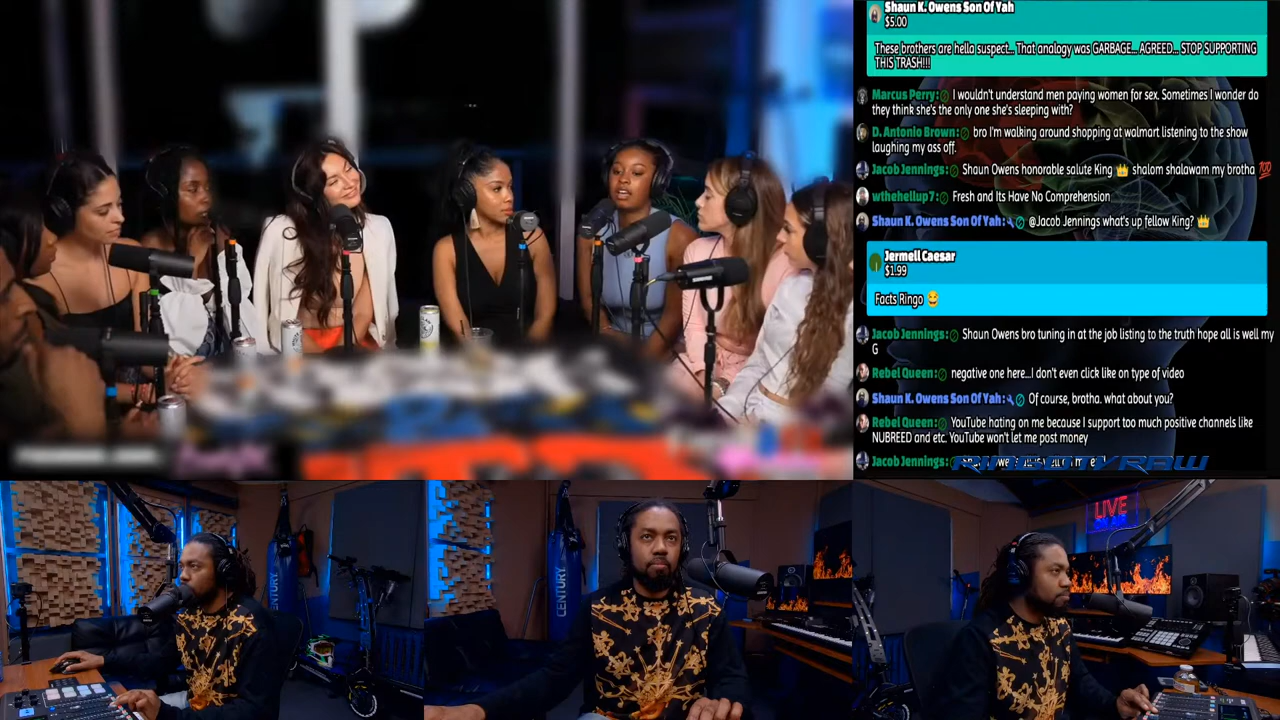 Shaun K. Owens Son Of Yah
$5.00
These brothers are hella suspect... That analogy was GARBAGE... AGREED... STOP SUPPORTING
THIS TRASH!!!
Marcus Perry: I wouldn't understand men paying women for sex. Sometimes I wonder do
they think she's the only one she's sleeping with?
D. Antonio Brown: bro I'm walking around shopping at walmart listening to the show
laughing my ass off.
Jacob Jennings: Shaun Owens honorable salute King 👑 shalom shalawam my brotha 💯
wthehellup7: Fresh and Its Have No Comprehension
Shaun K. Owens Son Of Yah: @Jacob Jennings what's up fellow King? 👑
Jermell Caesar
$1.99
Facts Ringo 😂
Jacob Jennings: Shaun Owens bro tuning in at the job listing to the truth hope all is well my
G
Rebel Queen: negative one here...I don't even click like on type of video
Shaun K. Owens Son Of Yah: Of course, brotha. what about you?
Rebel Queen: YouTube hating on me because I support too much positive channels like
NUBREED and etc. YouTube won't let me post money
Jacob Jennings:
CENTURY
CENTURY
LIVE
ON AIR